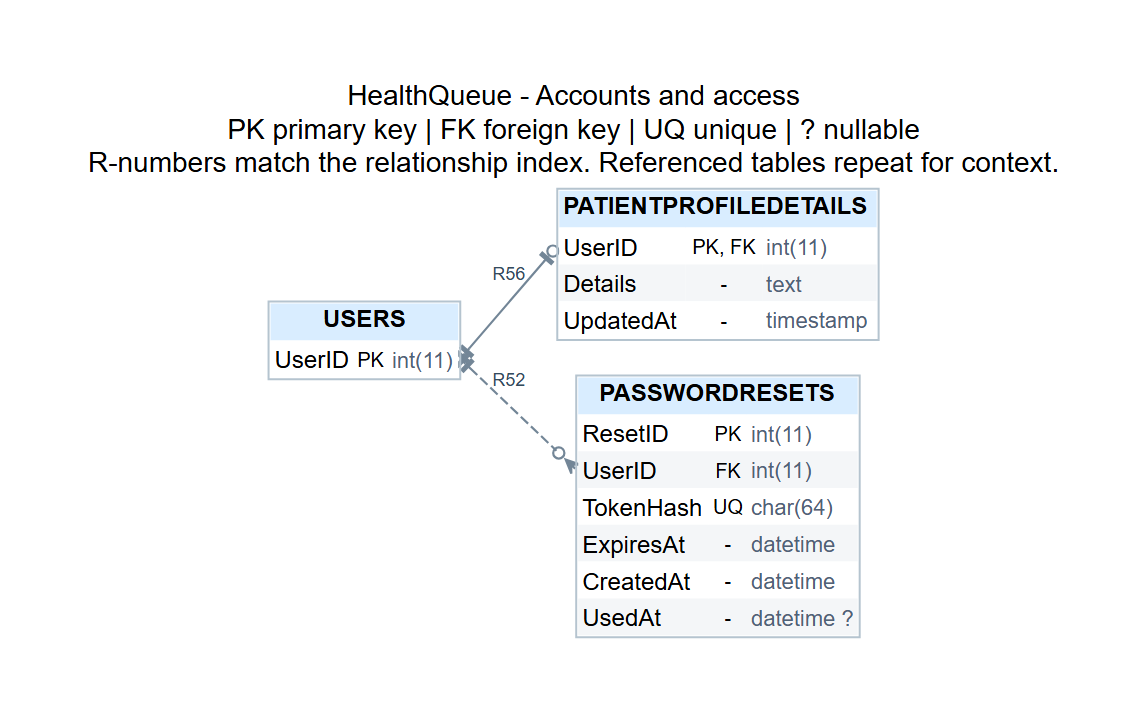 HealthQueue - Accounts and access
PK primary key | FK foreign key | UQ unique | ? nullable
R-numbers match the relationship index. Referenced tables repeat for context.
PATIENTPROFILEDETAILS
UserID PK, FK int(11)
Details - text
UpdatedAt - timestamp
R56
USERS
UserID PK int(11)
R52
PASSWORDRESETS
ResetID PK int(11)
UserID FK int(11)
TokenHash UQ char(64)
ExpiresAt - datetime
CreatedAt - datetime
UsedAt - datetime ?